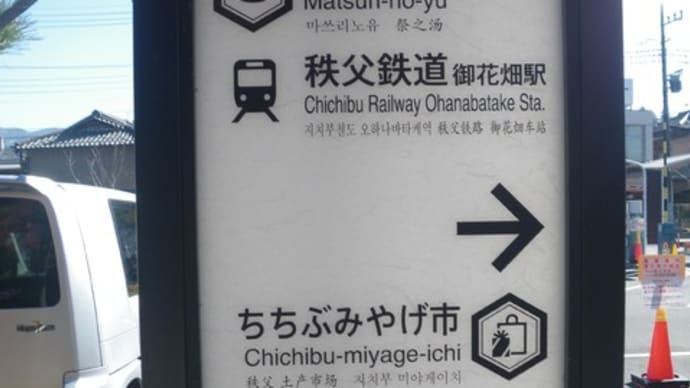 Matsuri-no-yu
마쓰리노유 祭之汤
秩父鉄道 御花畑駅
Chichibu Railway Ohanabatake Sta.
지치부철도 오하나바타케역 秩父铁路 御花畑车站
ちちぶみやげ市
Chichibu-miyage-ichi
秩父 土产市场 지치부 미야게이치